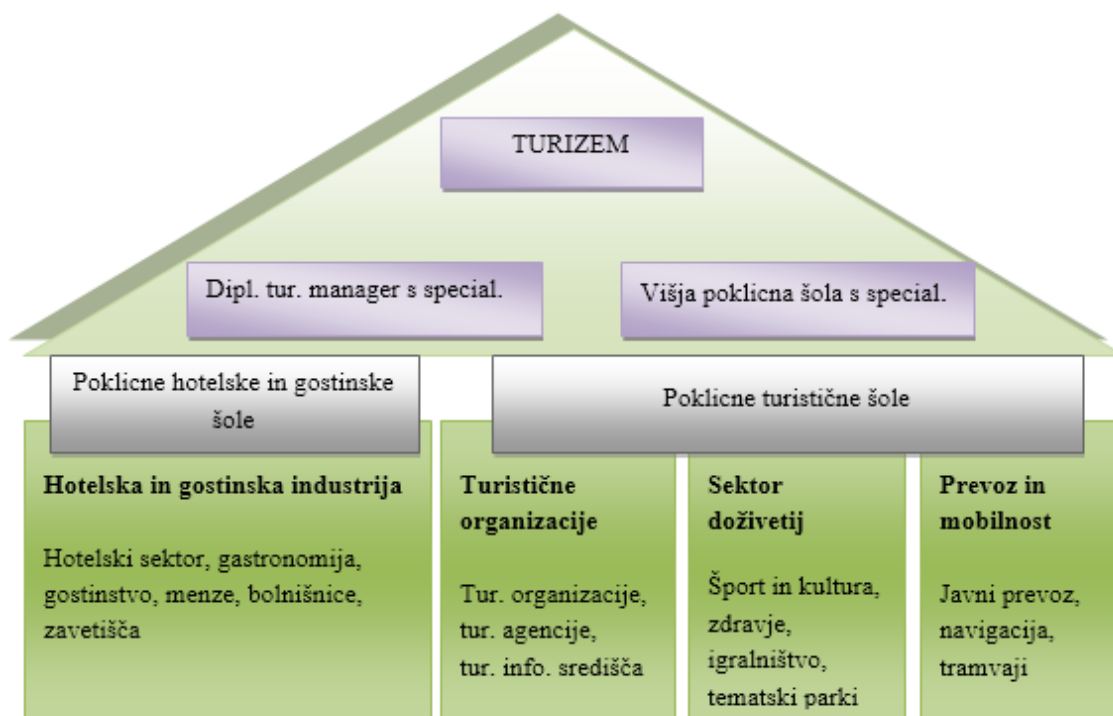 TURIZEM
Dipl. tur. manager s special.
Višja poklicna šola s special.
Poklicne hotelske in gostinske
šole
Poklicne turistične šole
Hotelska in gostinska industrija
Hotelski sektor, gastronomija,
gostinstvo, menze, bolnišnice,
zavetišča
Turistične
organizacije
Tur. organizacije,
tur. agencije,
tur. info. središča
Sektor
doživetij
Šport in kultura,
zdravje,
igralništvo,
tematski parki
Prevoz in
mobilnost
Javni prevoz,
navigacija,
tramvaji